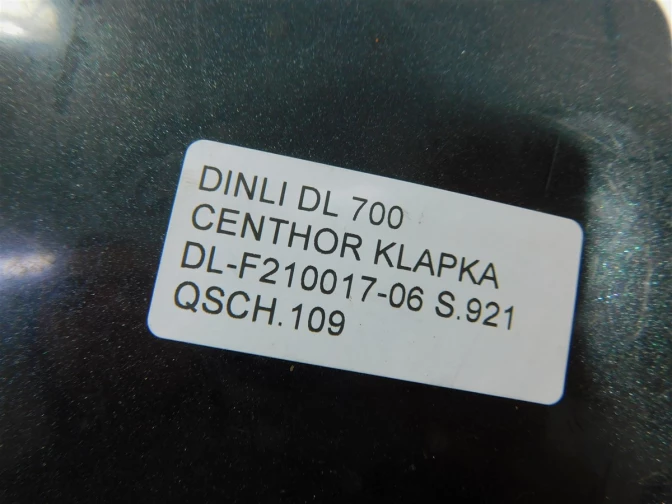 DINLI DL 700
CENTHOR KLAPKA
DL-F210017-06 S.921
QSCH.109